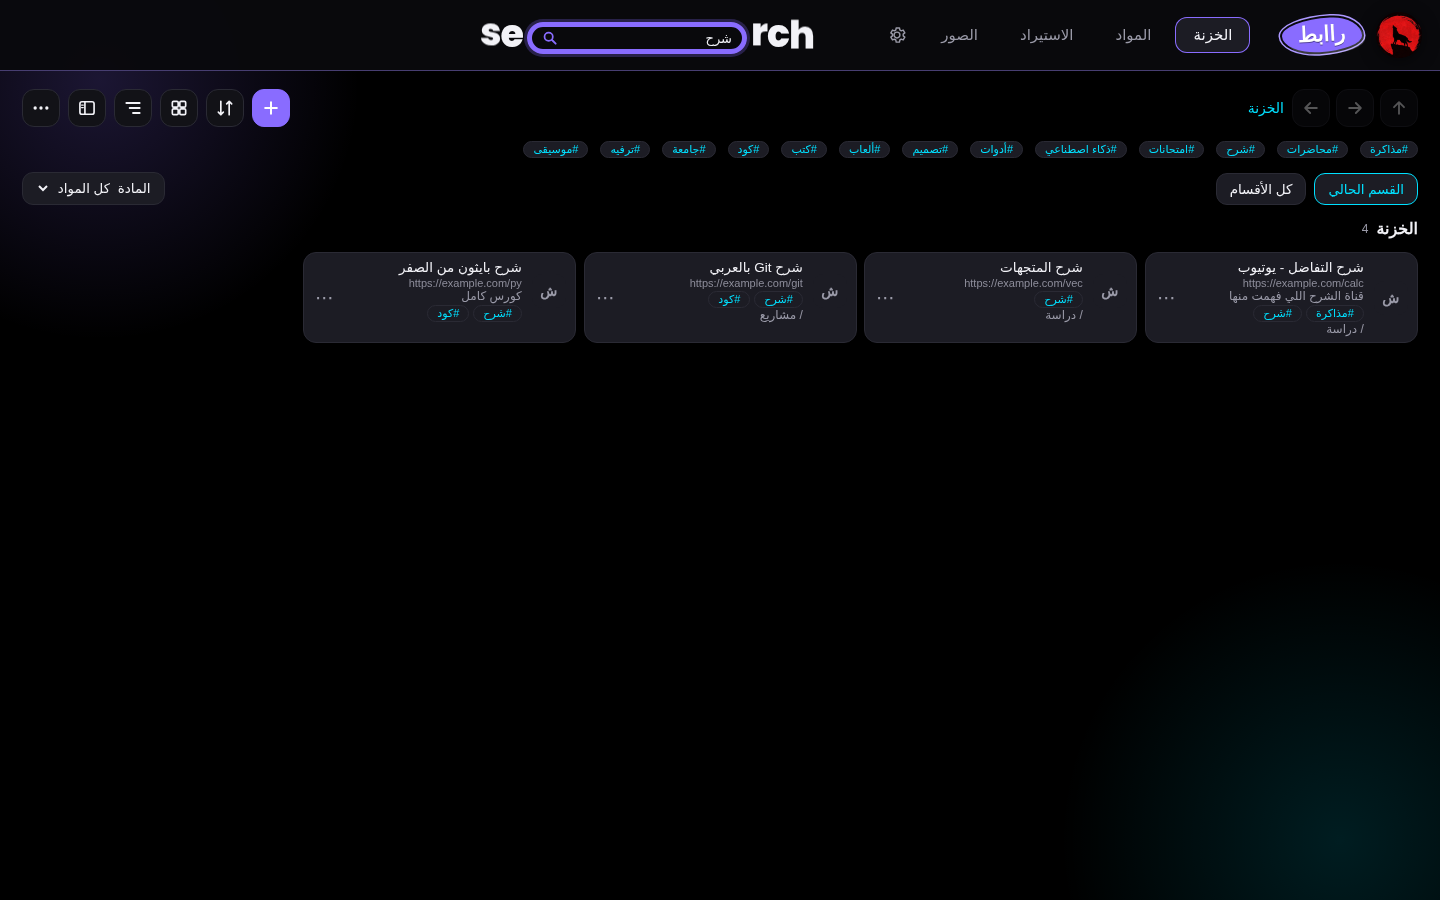 راابط
الخزنة
المواد
الاستيراد
الصور
se شرح rch
الخزنة
#مذاكرة #محاضرات #شرح #امتحانات #ذكاء اصطناعي #أدوات #تصميم #ألعاب #كتب #كود #جامعة #ترفيه #موسيقى
القسم الحالي
كل الأقسام
المادة كل المواد
الخزنة 4
ش
شرح التفاضل - يوتيوب
https://example.com/calc
قناة الشرح اللي فهمت منها
#مذاكرة #شرح
/ دراسة
ش
شرح المتجهات
https://example.com/vec
#شرح
/ دراسة
ش
شرح Git بالعربي
https://example.com/git
#شرح #كود
/ مشاريع
ش
شرح بايثون من الصفر
https://example.com/py
كورس كامل
#شرح #كود